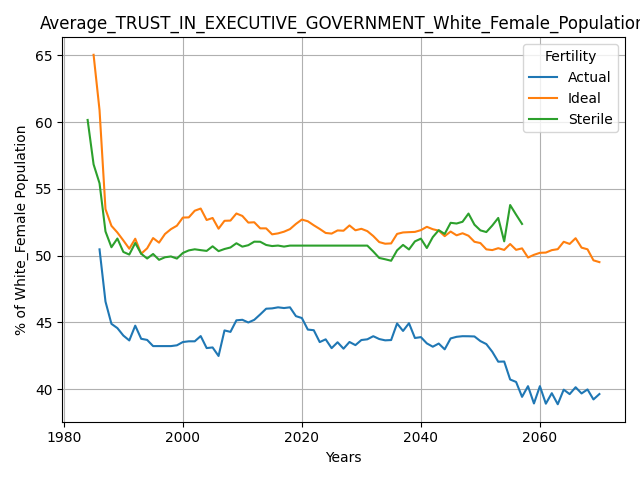 Average_TRUST_IN_EXECUTIVE_GOVERNMENT_White_Female_Population
Fertility
Actual
Ideal
Sterile
% of White_Female Population
65
60
55
50
45
40
1980
2000
2020
2040
2060
Years